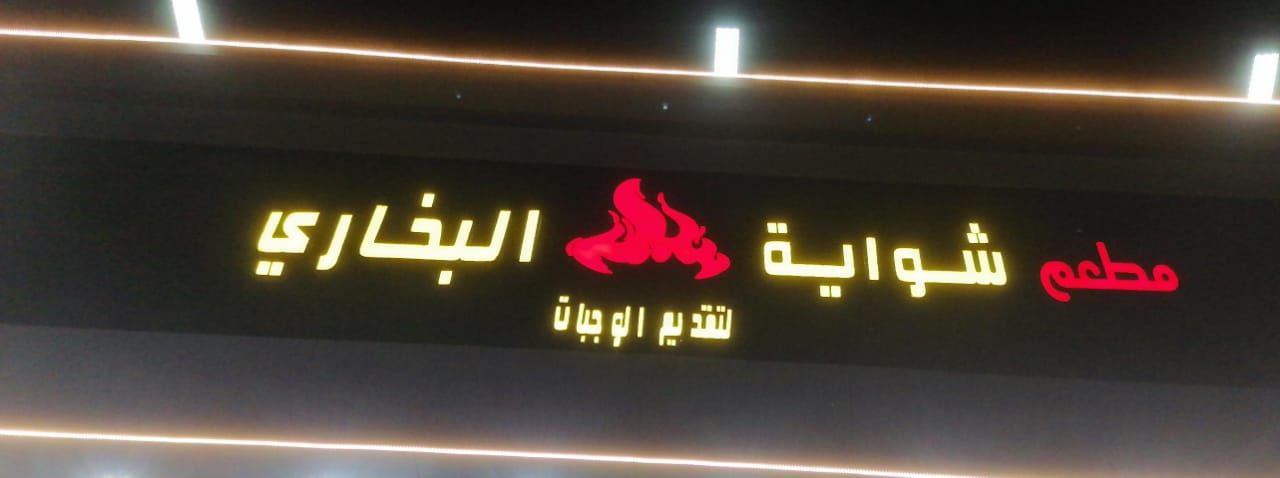 مطعم شواية البخاري
لتقديم الوجبات